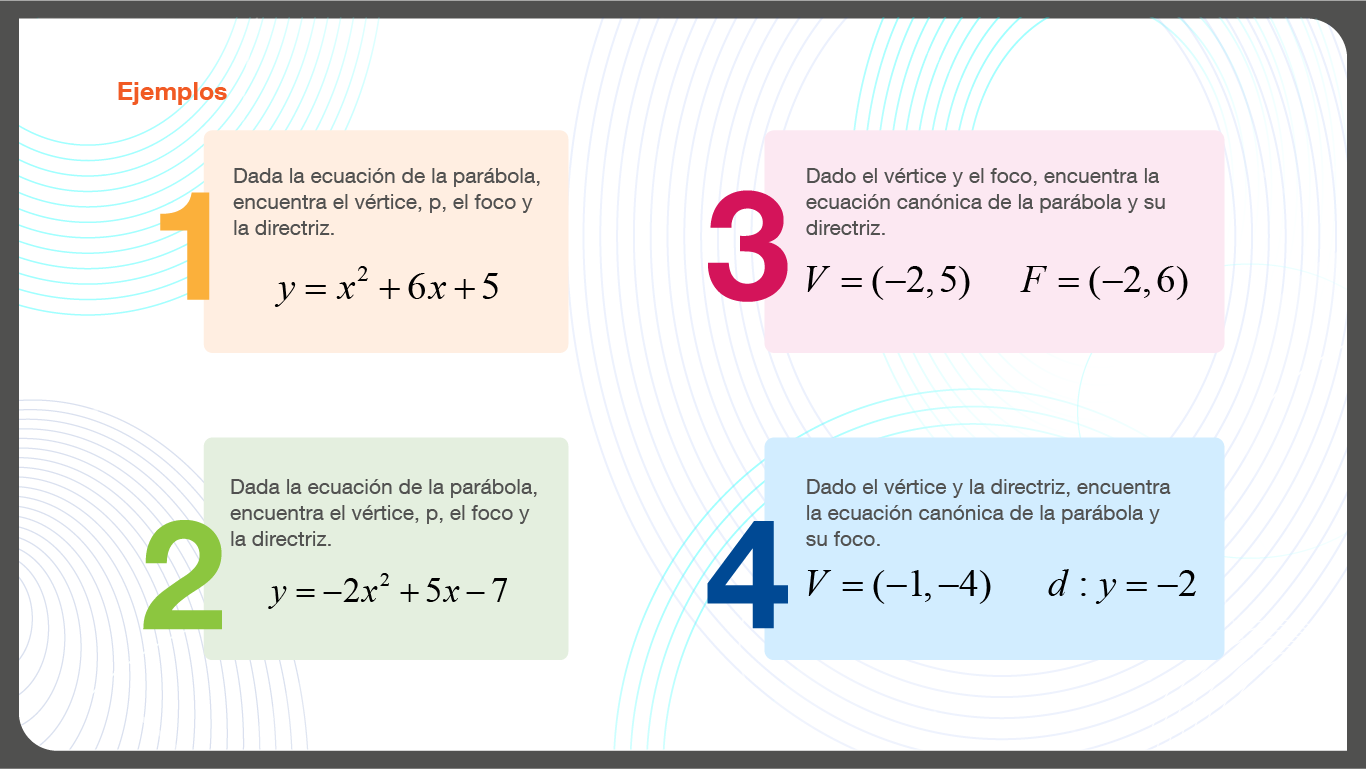 Ejemplos
1
Dada la ecuación de la parábola,
encuentra el vértice, p, el foco y
la directriz.
y = x² + 6x + 5
2
Dada la ecuación de la parábola,
encuentra el vértice, p, el foco y
la directriz.
y = −2x² + 5x − 7
3
Dado el vértice y el foco, encuentra la
ecuación canónica de la parábola y su
directriz.
V = (−2, 5) F = (−2, 6)
4
Dado el vértice y la directriz, encuentra
la ecuación canónica de la parábola y
su foco.
V = (−1, −4) d : y = −2